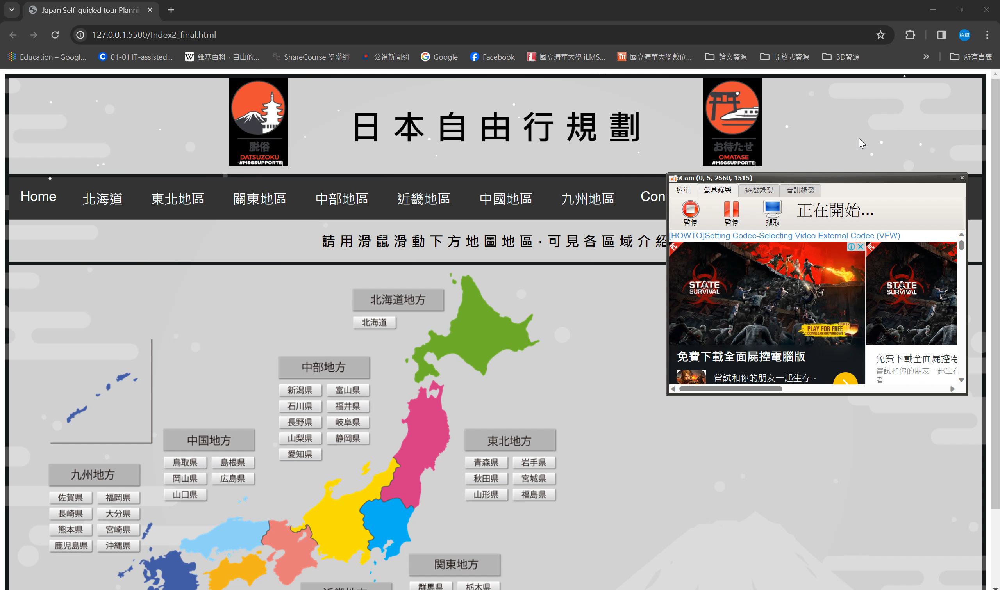 Japan Self-guided tour Planni
127.0.0.1:5500/Index2_final.html
柏樺
Education – Googl...
01-01 IT-assisted...
維基百科，自由的...
ShareCourse 學聯網
公視新聞網
Google
Facebook
國立清華大學 iLMS...
國立清華大學數位...
論文資源
開放式資源
3D資源
所有書籤
脱俗
DATSUZOKU
#MSGSUPPORTE
日本自由行規劃
お待たせ
OMATASE
#MSGSUPPORTE
Home
北海道
東北地區
關東地區
中部地區
近畿地區
中國地區
九州地區
Con
請用滑鼠滑動下方地圖地區，可見各區域介紹
oCam (0, 5, 2560, 1515)
選單
螢幕錄製
遊戲錄製
音訊錄製
暫停
暫停
擷取
正在開始...
[HOWTO]Setting Codec-Selecting Video External Codec (VFW)
PC
STATE OF
SURVIVAL
+BONUS
PLAY FOR FREE
DOWNLOAD FOR WINDOWS
免費下載全面屍控電腦版
嘗試和你的朋友一起生存，
PC
STATE OF
SURVIVAL
免費下載全面屍控電
嘗試和你的朋友一起生存
者
北海道地方
北海道
中部地方
新潟県 富山県
石川県 福井県
長野県 岐阜県
山梨県 静岡県
愛知県
中国地方
鳥取県 島根県
岡山県 広島県
山口県
東北地方
青森県 岩手県
秋田県 宮城県
山形県 福島県
九州地方
佐賀県 福岡県
長崎県 大分県
熊本県 宮崎県
鹿児島県 沖縄県
関東地方
群馬県 栃木県
近畿地方